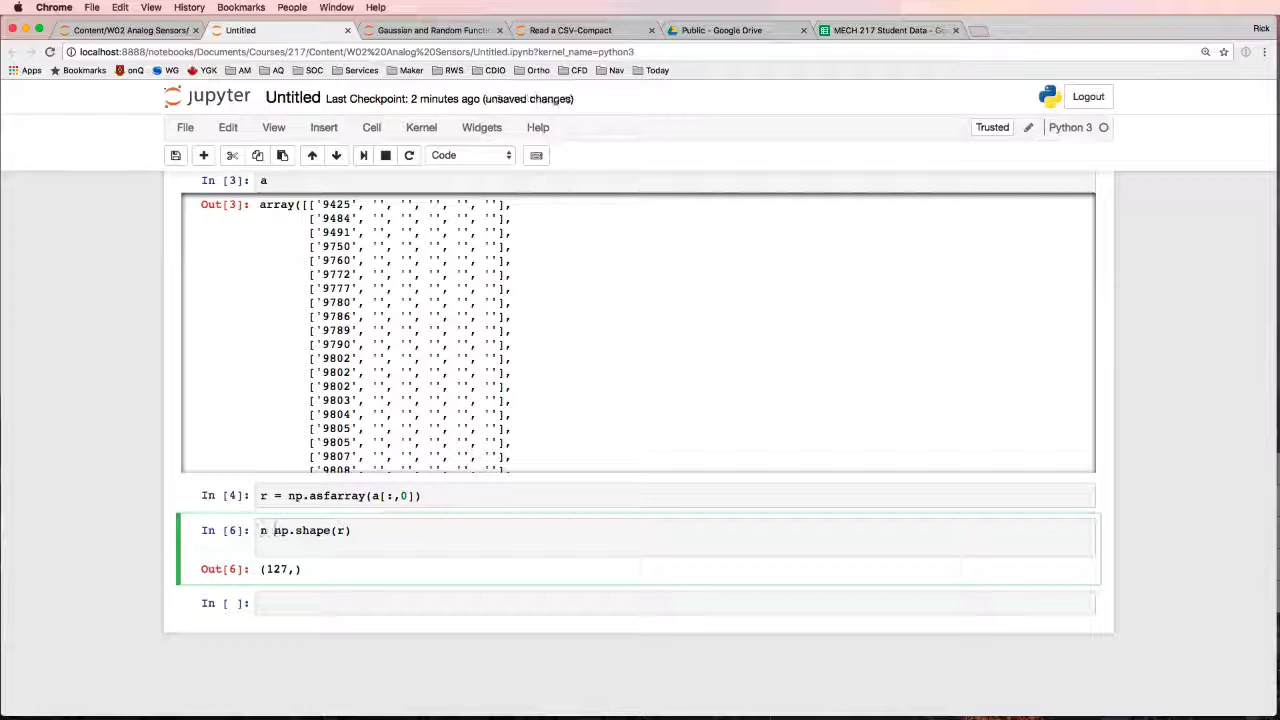 Chrome File Edit View History Bookmarks People Window Help
Content/W02 Analog Sensors/ Untitled Gaussian and Random Functi Read a CSV-Compact Public - Google Drive MECH 217 Student Data - Go Rick
localhost:8888/notebooks/Documents/Courses/217/Content/W02%20Analog%20Sensors/Untitled.ipynb?kernel_name=python3
Apps Bookmarks onQ WG YGK AM AQ SOC Services Maker RWS CDIO Ortho CFD Nav Today
jupyter Untitled Last Checkpoint: 2 minutes ago (unsaved changes) Logout
File Edit View Insert Cell Kernel Widgets Help Trusted Python 3
Code
In [3]: a
Out[3]: array([['9425', '', '', '', '', ''],
['9484', '', '', '', '', ''],
['9491', '', '', '', '', ''],
['9750', '', '', '', '', ''],
['9760', '', '', '', '', ''],
['9772', '', '', '', '', ''],
['9777', '', '', '', '', ''],
['9780', '', '', '', '', ''],
['9786', '', '', '', '', ''],
['9789', '', '', '', '', ''],
['9790', '', '', '', '', ''],
['9802', '', '', '', '', ''],
['9802', '', '', '', '', ''],
['9802', '', '', '', '', ''],
['9803', '', '', '', '', ''],
['9804', '', '', '', '', ''],
['9805', '', '', '', '', ''],
['9805', '', '', '', '', ''],
['9807', '', '', '', '', ''],
['9808', '', '', '', '', ''],
In [4]: r = np.asfarray(a[:,0])
In [6]: n np.shape(r)
Out[6]: (127,)
In [ ]: